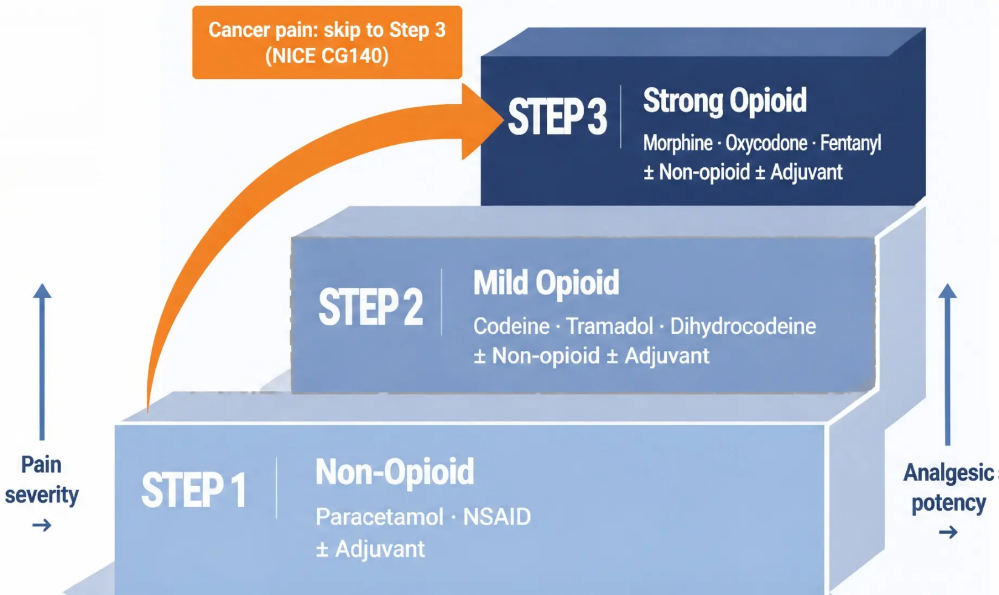 Cancer pain: skip to Step 3
(NICE CG140)
STEP 3
Strong Opioid
Morphine · Oxycodone · Fentanyl
± Non-opioid ± Adjuvant
STEP 2
Mild Opioid
Codeine · Tramadol · Dihydrocodeine
± Non-opioid ± Adjuvant
STEP 1
Non-Opioid
Paracetamol · NSAID
± Adjuvant
Pain
severity
→
Analgesic
potency
→